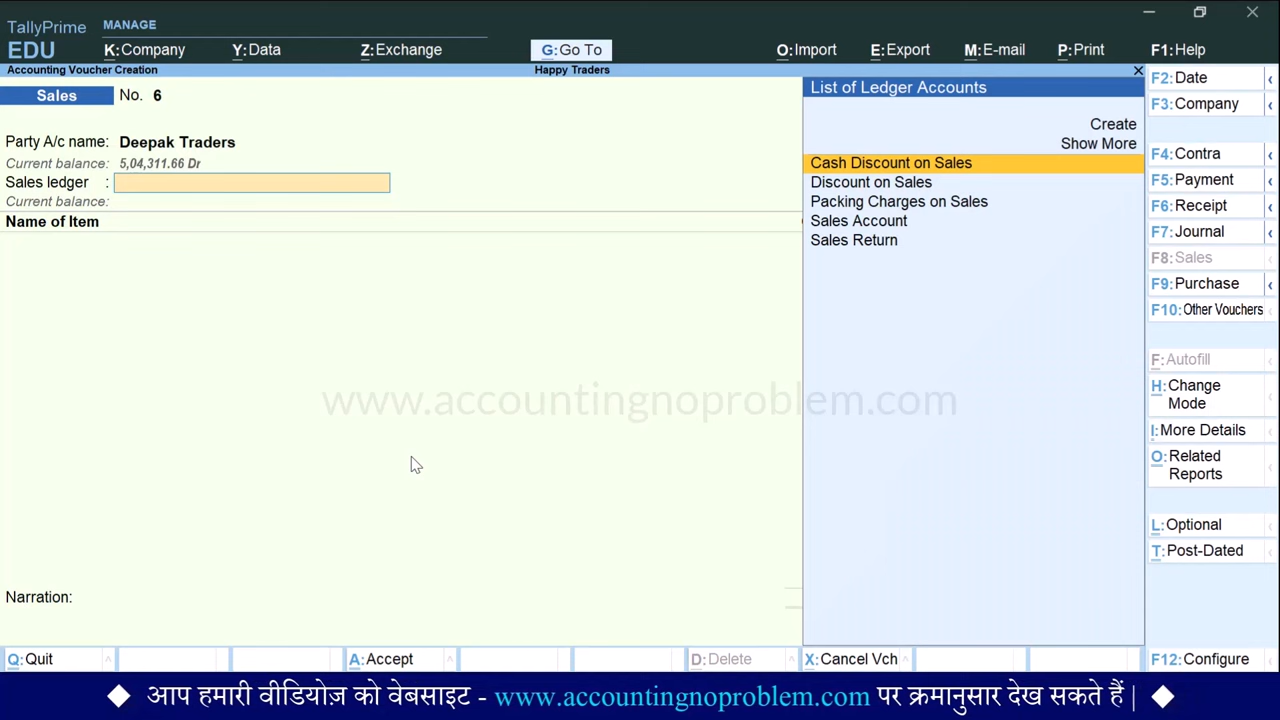 TallyPrime MANAGE
EDU K:Company Y:Data Z:Exchange G:Go To O:Import E:Export M:E-mail P:Print F1:Help
Accounting Voucher Creation Happy Traders
Sales No. 6
Party A/c name: Deepak Traders
Current balance: 5,04,311.66 Dr
Sales ledger :
Current balance:
Name of Item
List of Ledger Accounts
Create
Show More
Cash Discount on Sales
Discount on Sales
Packing Charges on Sales
Sales Account
Sales Return
F2:Date
F3:Company
F4:Contra
F5:Payment
F6:Receipt
F7:Journal
F8:Sales
F9:Purchase
F10:Other Vouchers
F:Autofill
H:Change
Mode
I:More Details
O:Related
Reports
L:Optional
T:Post-Dated
www.accountingnoproblem.com
Narration:
Q:Quit A:Accept D:Delete X:Cancel Vch F12:Configure
आप हमारी वीडियोज़ को वेबसाइट - www.accountingnoproblem.com पर क्रमानुसार देख सकते हैं |